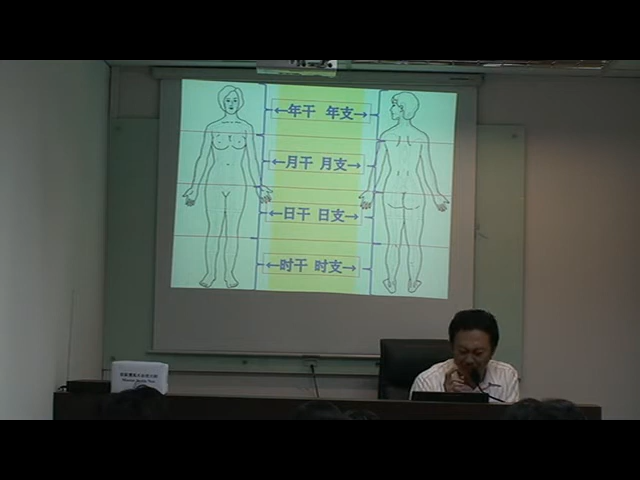 ←年干 年支→
←月干 月支→
←日干 日支→
←时干 时支→